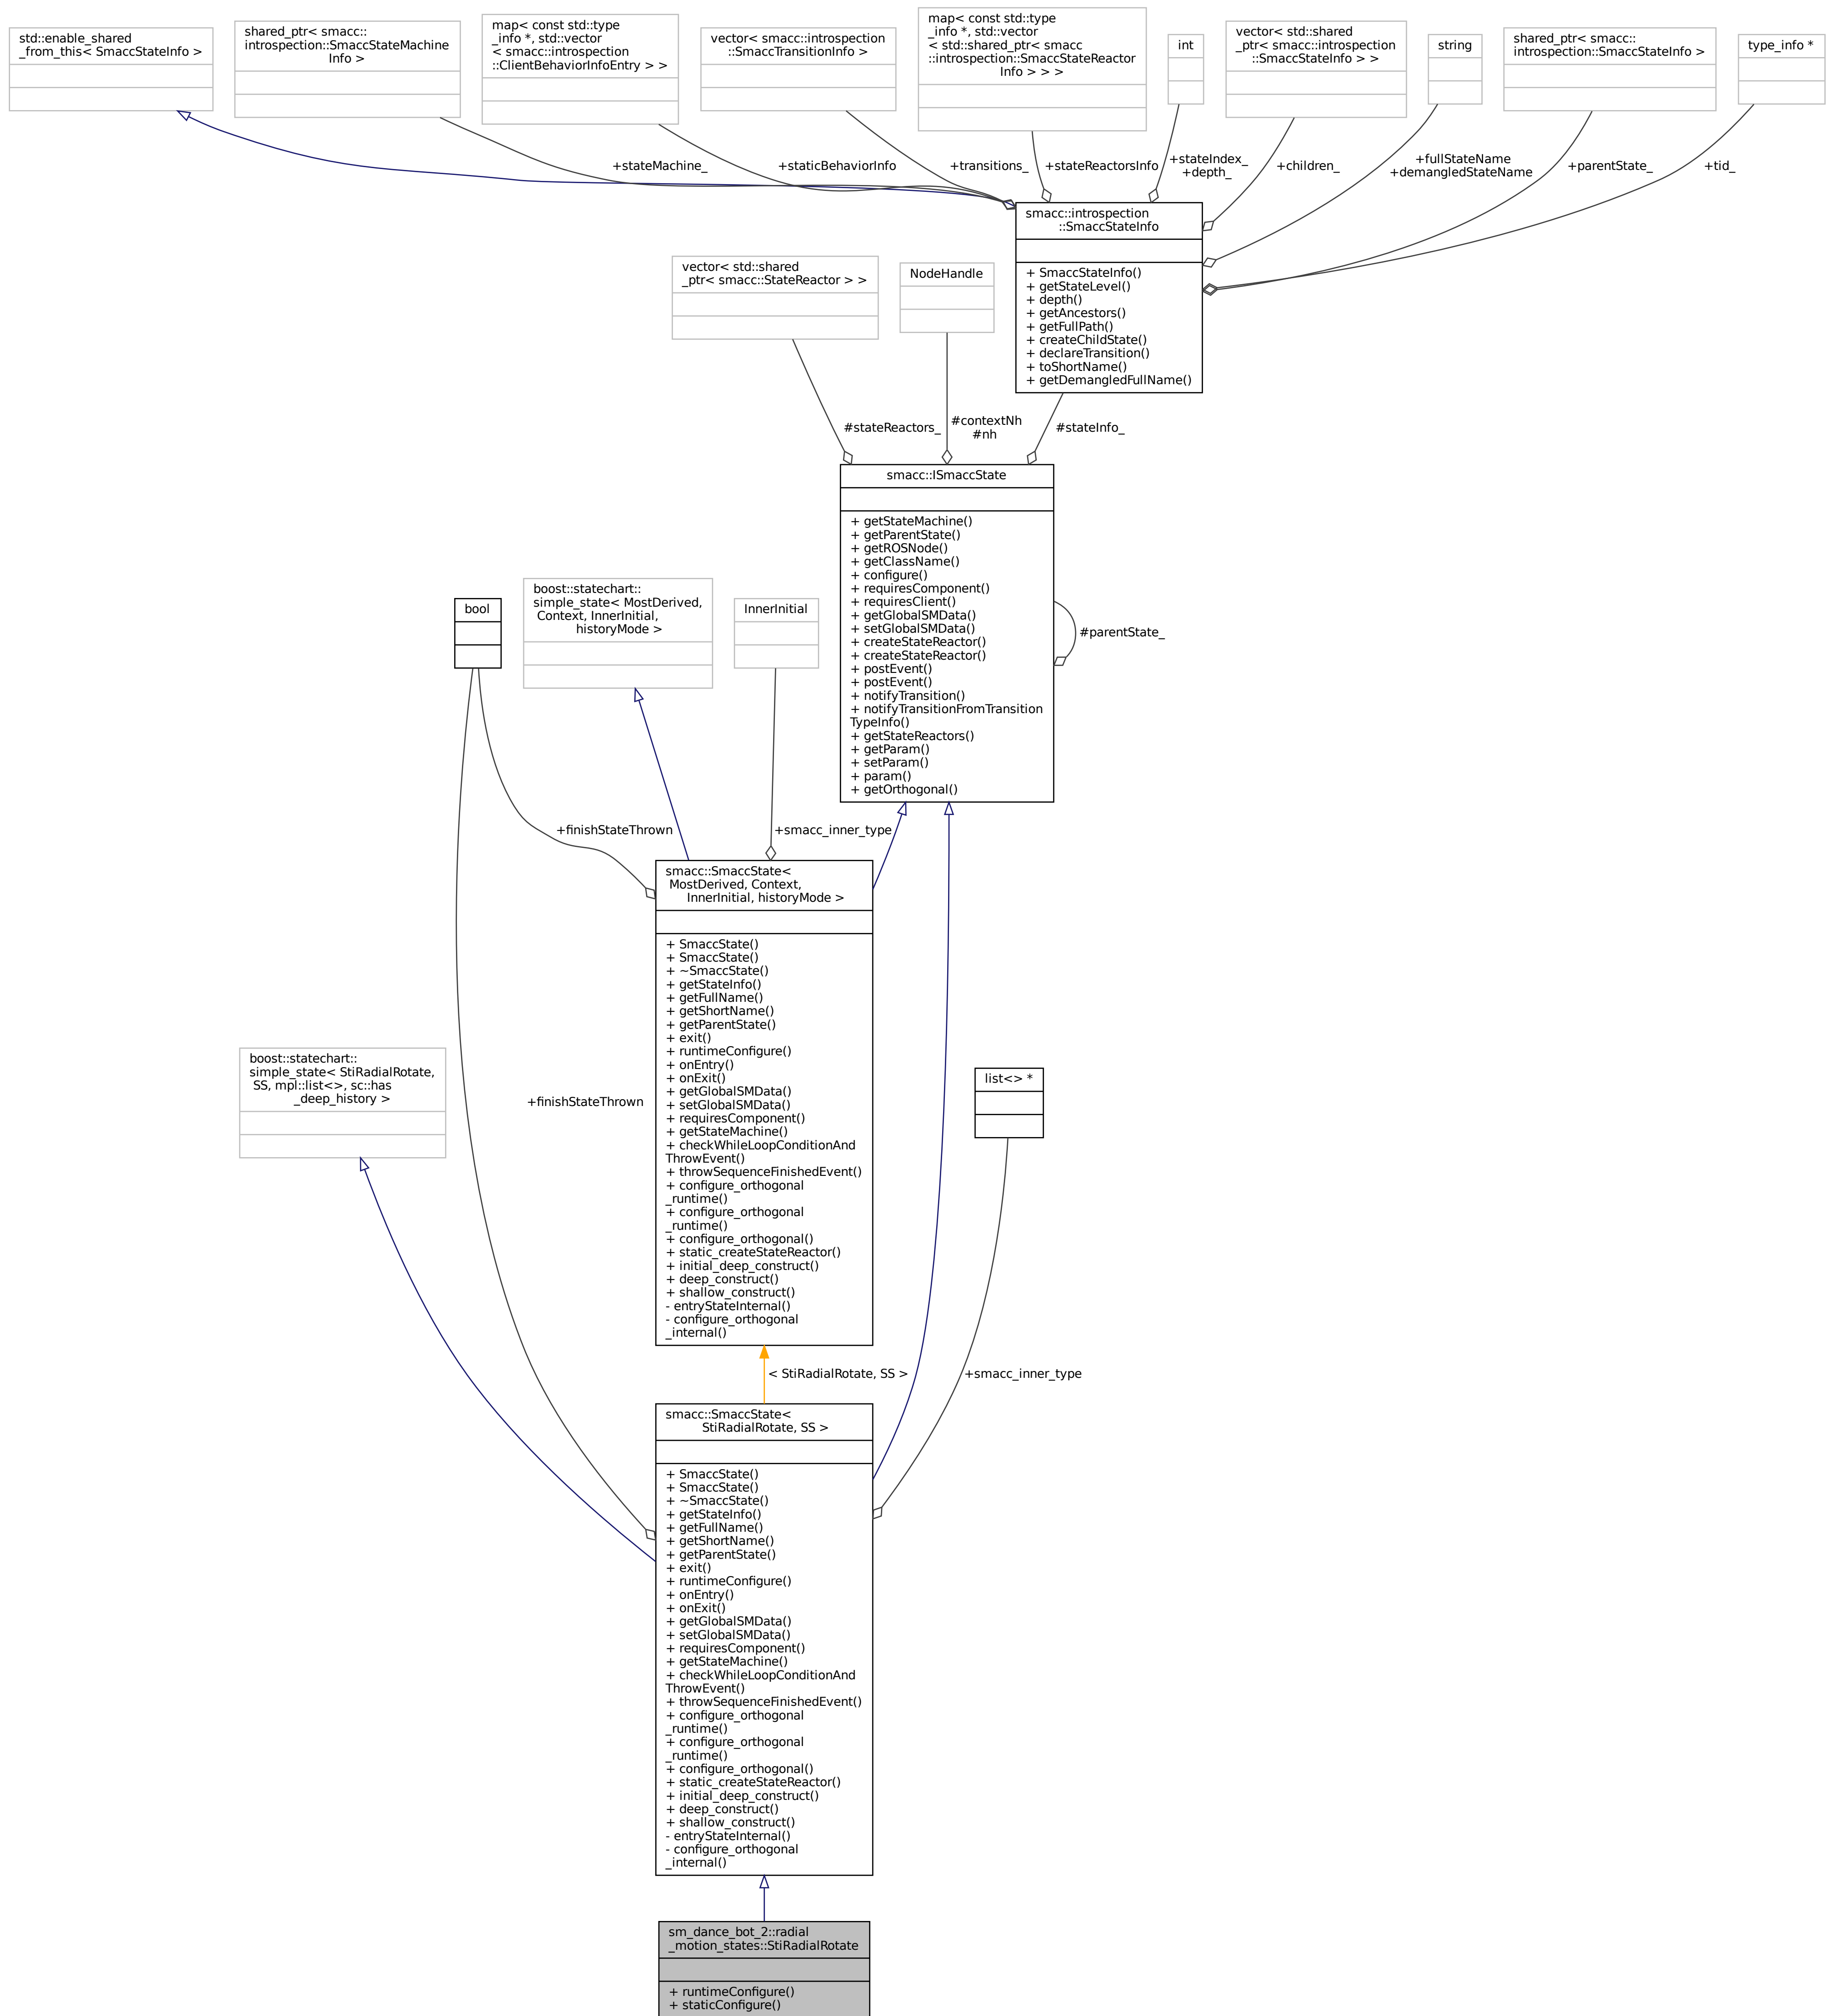 std::enable_shared
_from_this< SmaccStateInfo >
shared_ptr< smacc::
introspection::SmaccStateMachine
Info >
map< const std::type
_info *, std::vector
< smacc::introspection
::ClientBehaviorInfoEntry > >
vector< smacc::introspection
::SmaccTransitionInfo >
map< const std::type
_info *, std::vector
< std::shared_ptr< smacc
::introspection::SmaccStateReactor
Info > > >
int
vector< std::shared
_ptr< smacc::introspection
::SmaccStateInfo > >
string
shared_ptr< smacc::
introspection::SmaccStateInfo >
type_info *
+stateMachine_
+staticBehaviorInfo
+transitions_
+stateReactorsInfo
+stateIndex_
+depth_
+children_
+fullStateName
+demangledStateName
+parentState_
+tid_
smacc::introspection
::SmaccStateInfo
+ SmaccStateInfo()
+ getStateLevel()
+ depth()
+ getAncestors()
+ getFullPath()
+ createChildState()
+ declareTransition()
+ toShortName()
+ getDemangledFullName()
vector< std::shared
_ptr< smacc::StateReactor > >
NodeHandle
#stateReactors_
#contextNh
#nh
#stateInfo_
smacc::ISmaccState
+ getStateMachine()
+ getParentState()
+ getROSNode()
+ getClassName()
+ configure()
+ requiresComponent()
+ requiresClient()
+ getGlobalSMData()
+ setGlobalSMData()
+ createStateReactor()
+ createStateReactor()
+ postEvent()
+ postEvent()
+ notifyTransition()
+ notifyTransitionFromTransition
TypeInfo()
+ getStateReactors()
+ getParam()
+ setParam()
+ param()
+ getOrthogonal()
#parentState_
bool
boost::statechart::
simple_state< MostDerived,
Context, InnerInitial,
historyMode >
InnerInitial
+finishStateThrown
+smacc_inner_type
smacc::SmaccState<
MostDerived, Context,
InnerInitial, historyMode >
+ SmaccState()
+ SmaccState()
+ ~SmaccState()
+ getStateInfo()
+ getFullName()
+ getShortName()
+ getParentState()
+ exit()
+ runtimeConfigure()
+ onEntry()
+ onExit()
+ getGlobalSMData()
+ setGlobalSMData()
+ requiresComponent()
+ getStateMachine()
+ checkWhileLoopConditionAnd
ThrowEvent()
+ throwSequenceFinishedEvent()
+ configure_orthogonal
_runtime()
+ configure_orthogonal
_runtime()
+ configure_orthogonal()
+ static_createStateReactor()
+ initial_deep_construct()
+ deep_construct()
+ shallow_construct()
- entryStateInternal()
- configure_orthogonal
_internal()
boost::statechart::
simple_state< StiRadialRotate,
SS, mpl::list<>, sc::has
_deep_history >
+finishStateThrown
list<> *
< StiRadialRotate, SS >
+smacc_inner_type
smacc::SmaccState<
StiRadialRotate, SS >
+ SmaccState()
+ SmaccState()
+ ~SmaccState()
+ getStateInfo()
+ getFullName()
+ getShortName()
+ getParentState()
+ exit()
+ runtimeConfigure()
+ onEntry()
+ onExit()
+ getGlobalSMData()
+ setGlobalSMData()
+ requiresComponent()
+ getStateMachine()
+ checkWhileLoopConditionAnd
ThrowEvent()
+ throwSequenceFinishedEvent()
+ configure_orthogonal
_runtime()
+ configure_orthogonal
_runtime()
+ configure_orthogonal()
+ static_createStateReactor()
+ initial_deep_construct()
+ deep_construct()
+ shallow_construct()
- entryStateInternal()
- configure_orthogonal
_internal()
sm_dance_bot_2::radial
_motion_states::StiRadialRotate
+ runtimeConfigure()
+ staticConfigure()